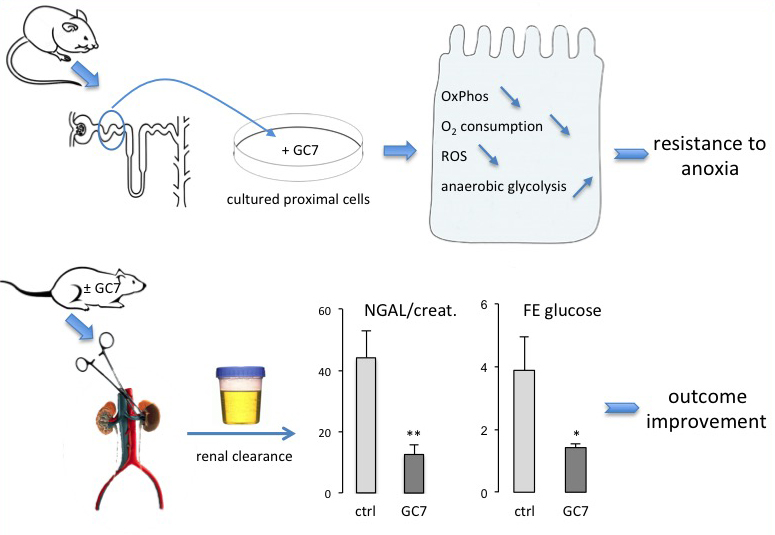 + GC7
cultured proximal cells
OxPhos
O2 consumption
ROS
anaerobic glycolysis
resistance to
anoxia
± GC7
renal clearance
NGAL/creat.
60
40
20
0
**
ctrl
GC7
FE glucose
6
4
2
0
*
ctrl
GC7
outcome
improvement